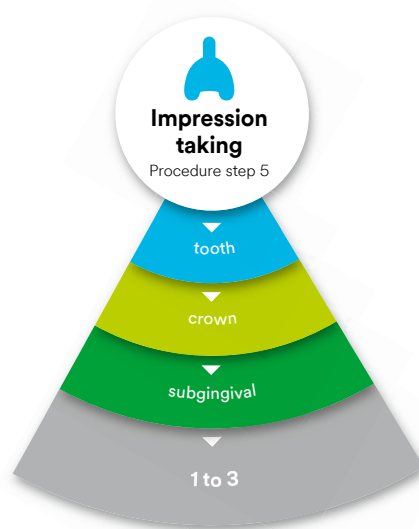 Impression
taking
Procedure step 5
tooth
crown
subgingival
1 to 3